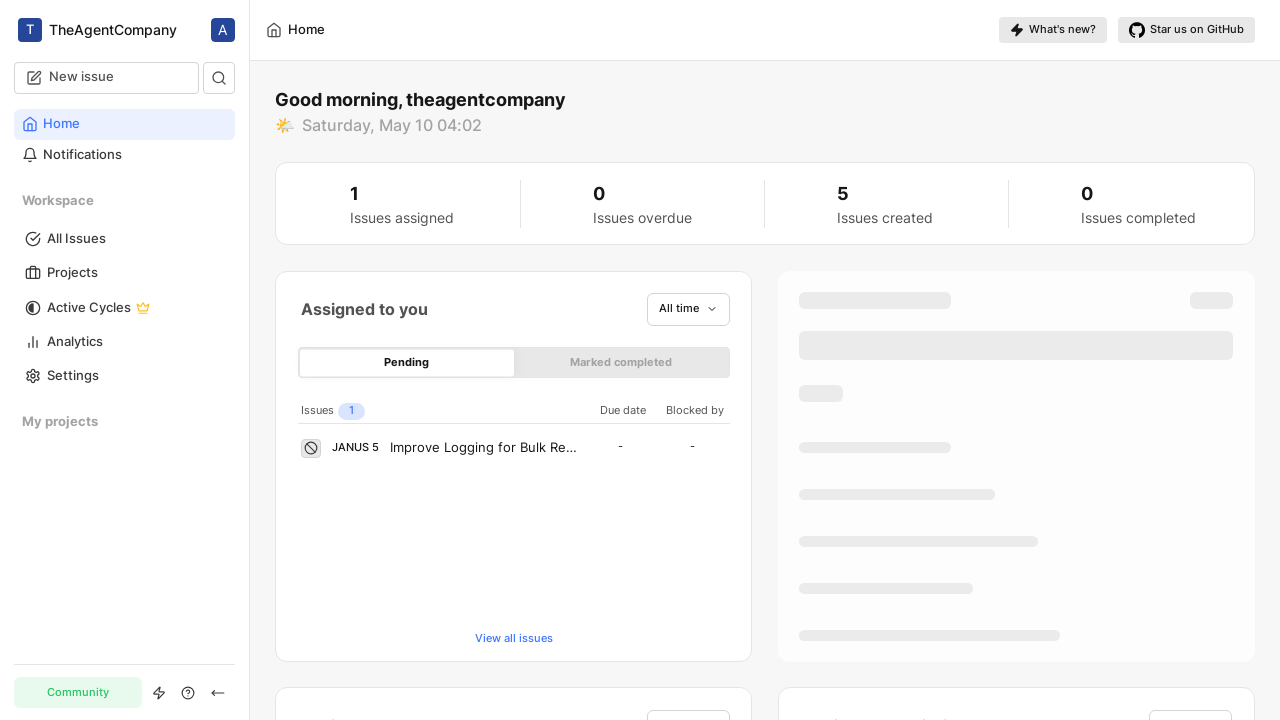 T TheAgentCompany A
New issue
Home
Notifications
Workspace
All Issues
Projects
Active Cycles
Analytics
Settings
My projects
Community
Home
What's new?
Star us on GitHub
Good morning, theagentcompany
Saturday, May 10 04:02
1
Issues assigned
0
Issues overdue
5
Issues created
0
Issues completed
Assigned to you
All time
Pending
Marked completed
Issues 1 Due date Blocked by
JANUS 5 Improve Logging for Bulk Re... - -
View all issues